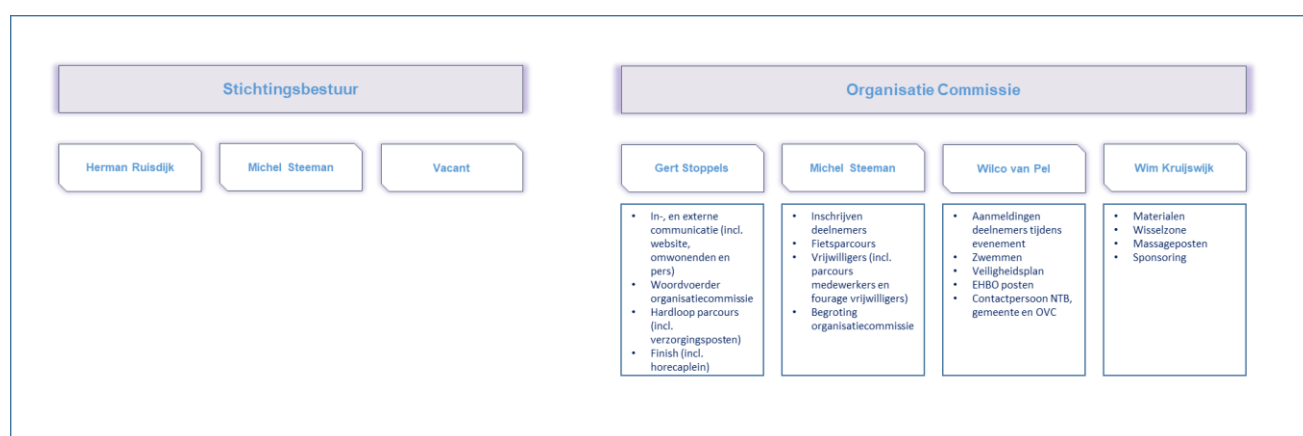 Stichtingsbestuur
Herman Ruisdijk
Michel Steeman
Vacant
Organisatie Commissie
Gert Stoppels
Michel Steeman
Wilco van Pel
Wim Kruijswijk
• In-, en externe
communicatie (incl.
website,
omwonenden en
pers)
• Woordvoerder
organisatiecommissie
• Hardloop parcours
(incl.
verzorgingsposten)
• Finish (incl.
horecaplein)
• Inschrijven
deelnemers
• Fietsparcours
• Vrijwilligers (incl.
parcours
medewerkers en
fourage vrijwilligers)
• Begroting
organisatiecommissie
• Aanmeldingen
deelnemers tijdens
evenement
• Zwemmen
• Veiligheidsplan
• EHBO posten
• Contactpersoon NTB,
gemeente en OVC
• Materialen
• Wisselzone
• Massageposten
• Sponsoring